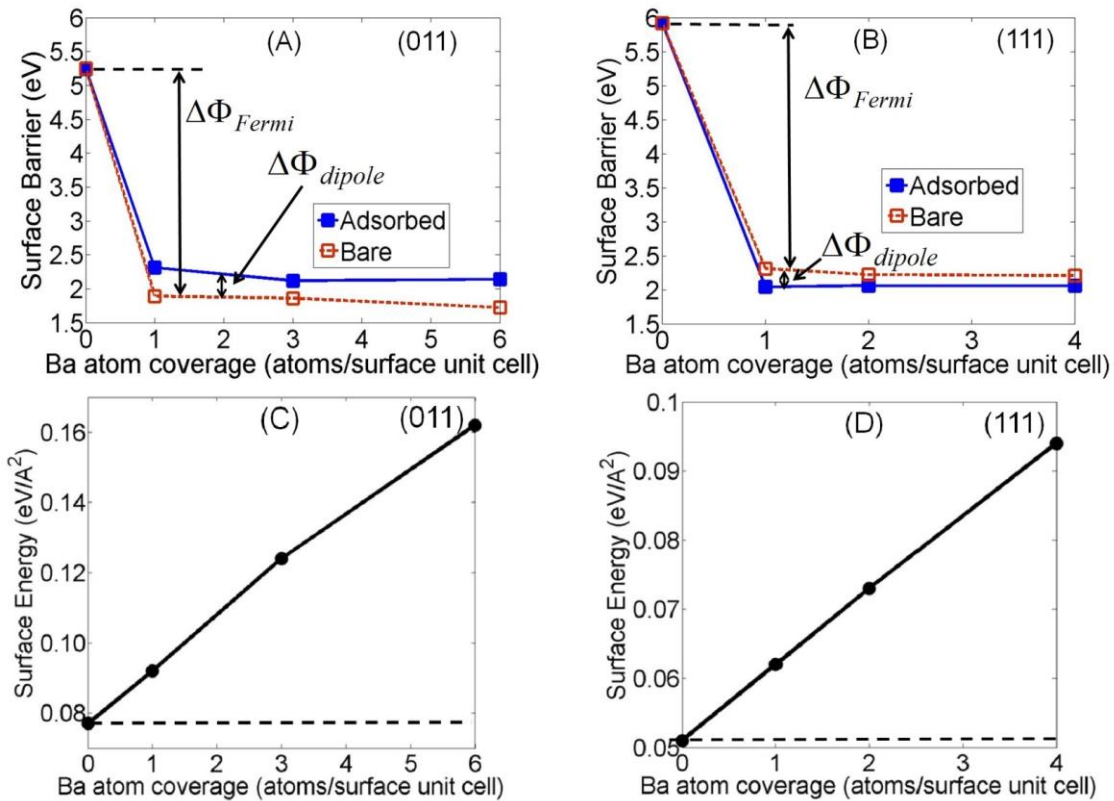 (A) (011)
Surface Barrier (eV)
6
5.5
5
4.5
4
3.5
3
2.5
2
1.5
ΔΦ_Fermi
ΔΦ_dipole
Adsorbed
Bare
0 1 2 3 4 5 6
Ba atom coverage (atoms/surface unit cell)
(B) (111)
Surface Barrier (eV)
6
5.5
5
4.5
4
3.5
3
2.5
2
1.5
ΔΦ_Fermi
Adsorbed
Bare
ΔΦ_dipole
0 1 2 3 4
Ba atom coverage (atoms/surface unit cell)
(C) (011)
Surface Energy (eV/A²)
0.16
0.14
0.12
0.10
0.08
0 1 2 3 4 5 6
Ba atom coverage (atoms/surface unit cell)
(D) (111)
Surface Energy (eV/A²)
0.1
0.09
0.08
0.07
0.06
0.05
0 1 2 3 4
Ba atom coverage (atoms/surface unit cell)